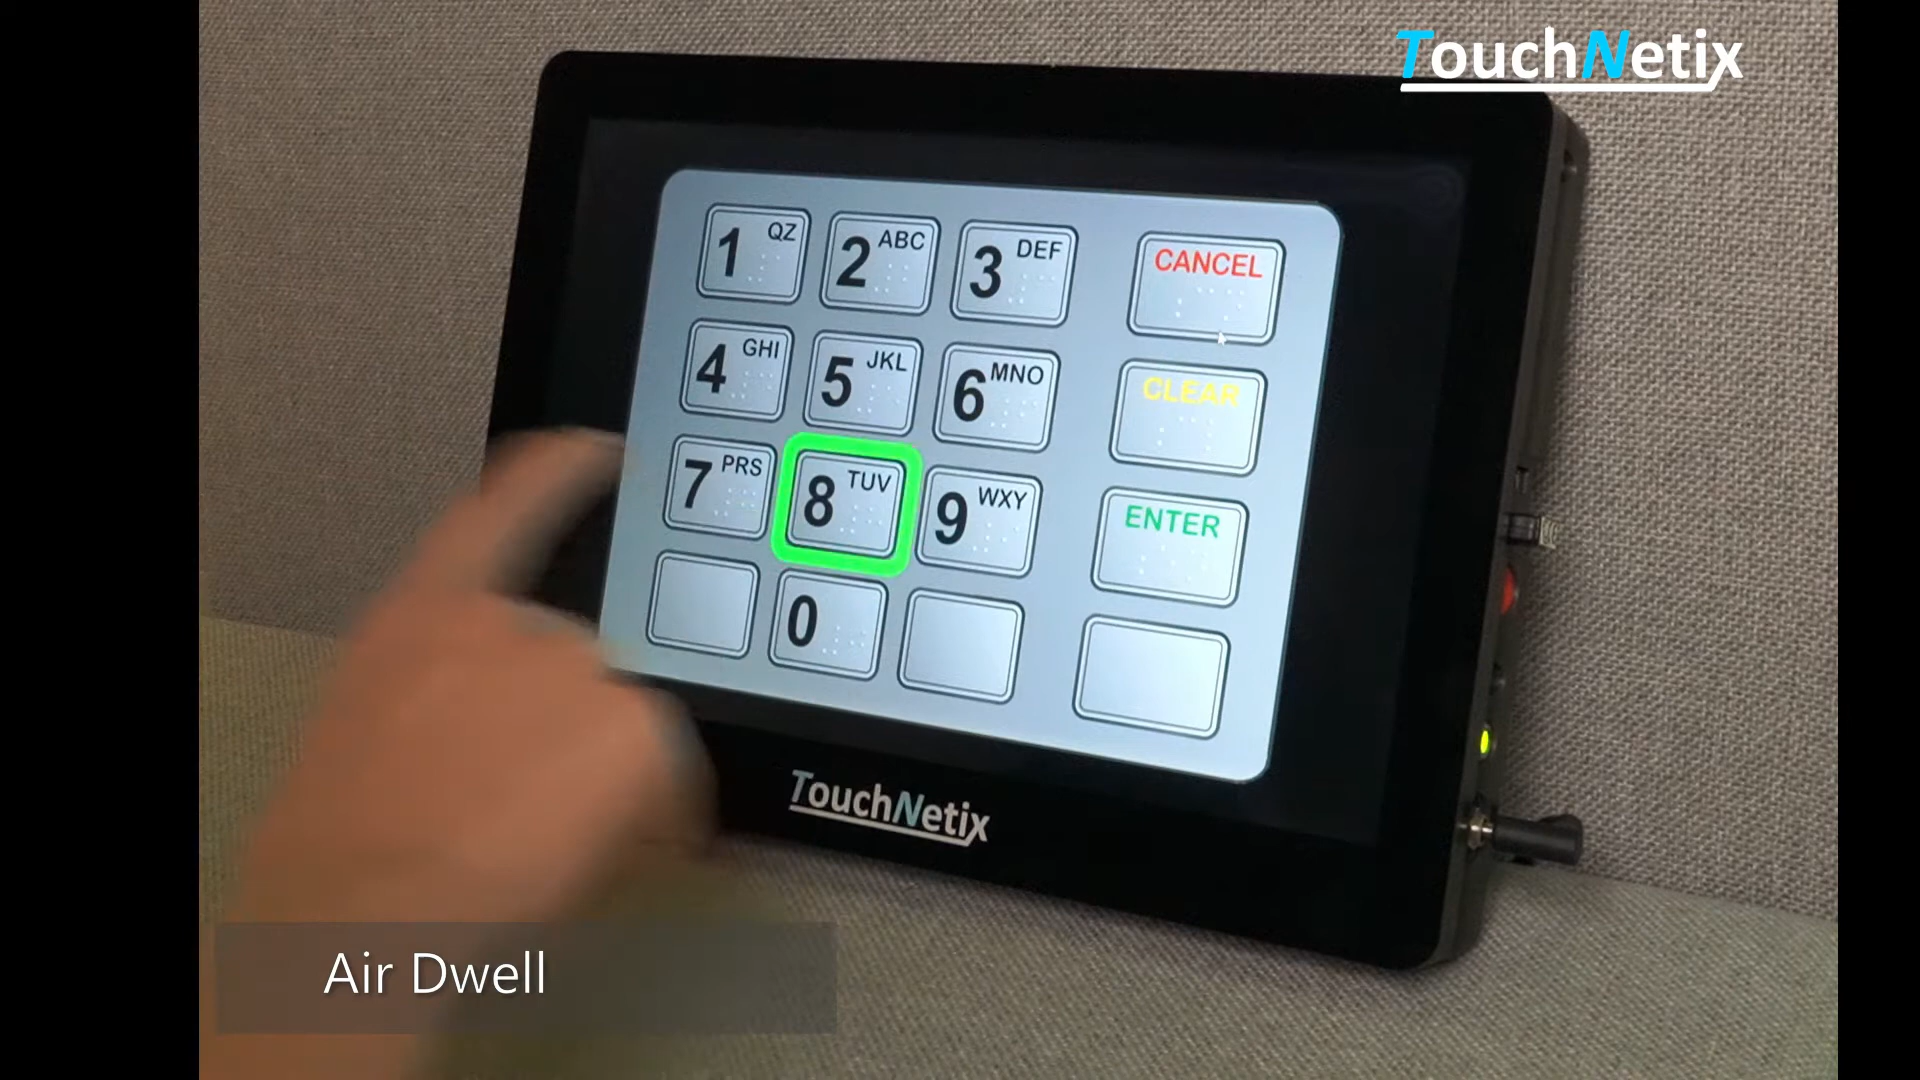 TouchNetix
1 QZ
2 ABC
3 DEF
CANCEL
4 GHI
5 JKL
6 MNO
CLEAR
7 PRS
8 TUV
9 WXY
ENTER
0
TouchNetix
Air Dwell